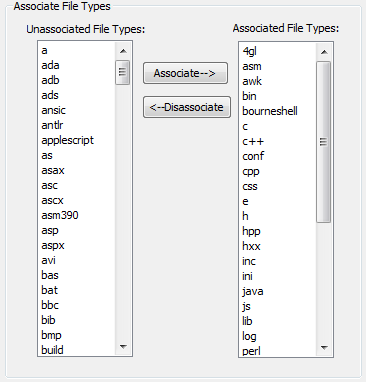 Associate File Types
Unassociated File Types:
a
ada
adb
ads
ansic
antlr
applescript
as
asax
asc
ascx
asm390
asp
aspx
avi
bas
bat
bbc
bib
bmp
build
Associate-->
<--Disassociate
Associated File Types:
4gl
asm
awk
bin
bourneshell
c
c++
conf
cpp
css
e
h
hpp
hxx
inc
ini
java
js
lib
log
perl